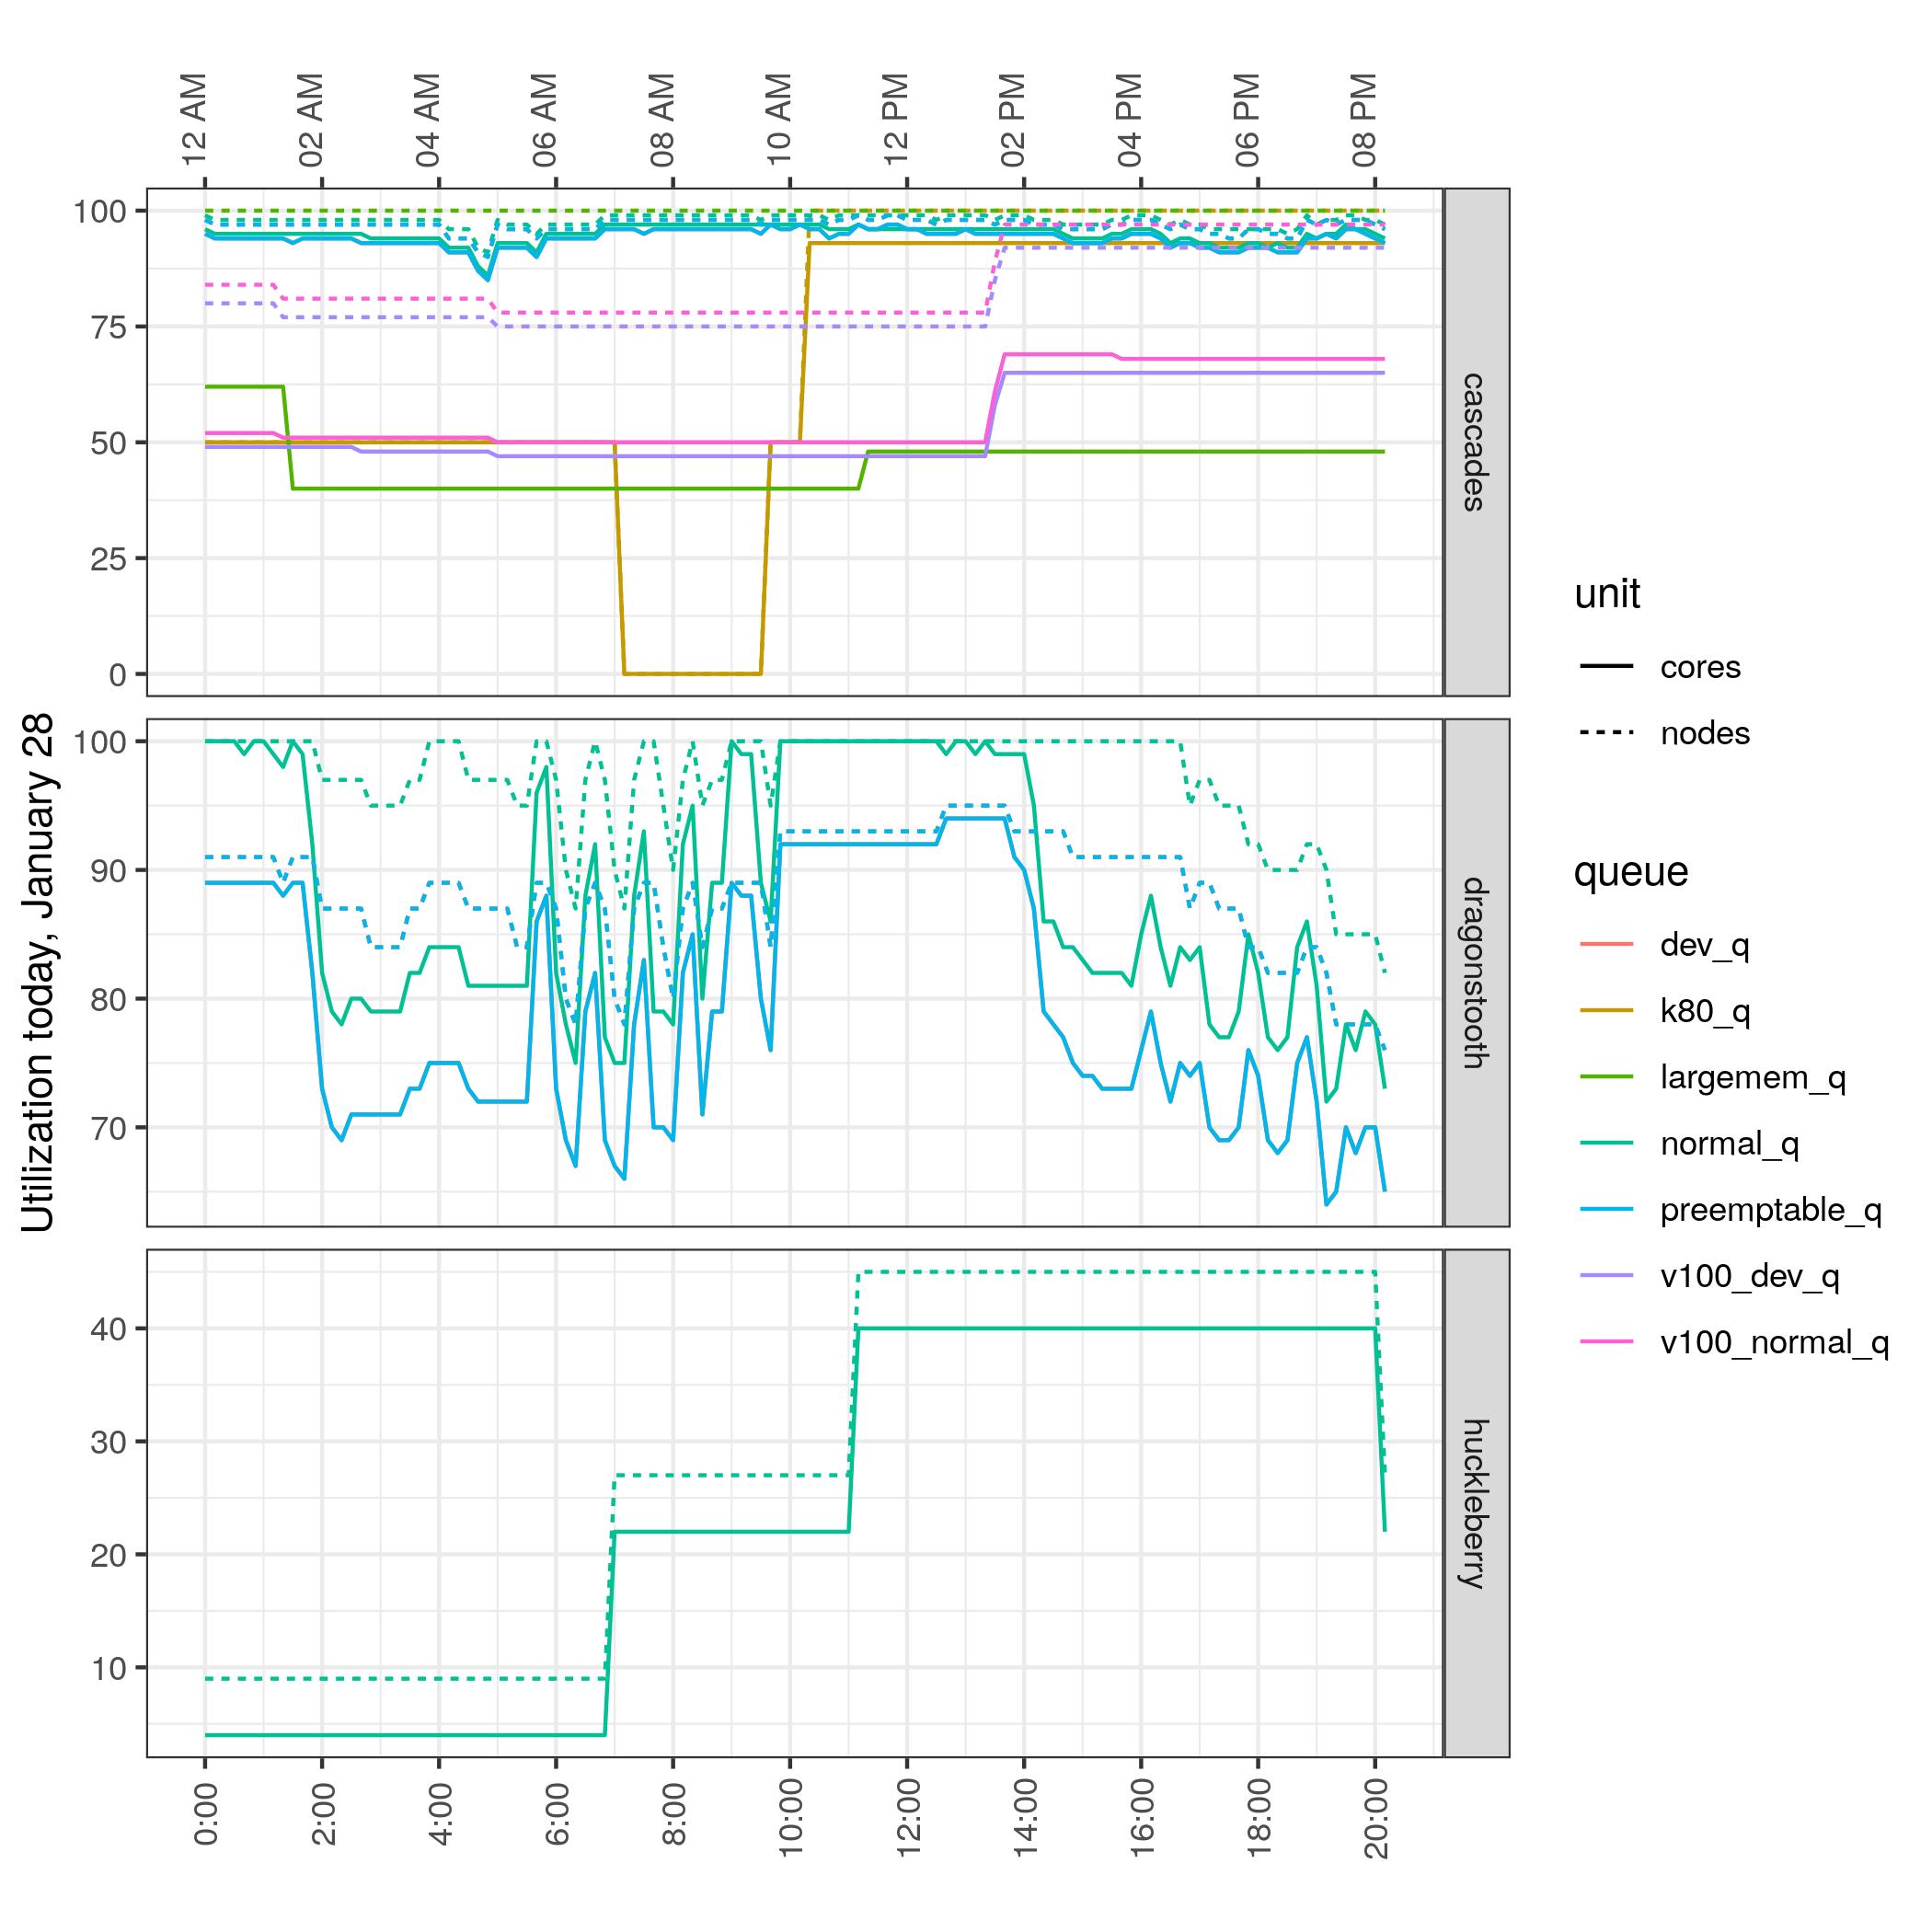 12 AM
02 AM
04 AM
06 AM
08 AM
10 AM
12 PM
02 PM
04 PM
06 PM
08 PM
100
75
50
25
0
cascades
Utilization today, January 28
100
90
80
70
dragonstooth
40
30
20
10
huckleberry
0:00
2:00
4:00
6:00
8:00
10:00
12:00
14:00
16:00
18:00
20:00
unit
cores
nodes
queue
dev_q
k80_q
largemem_q
normal_q
preemptable_q
v100_dev_q
v100_normal_q